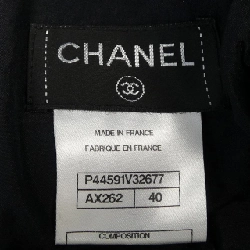 CHANEL
MADE IN FRANCE
FABRIQUE EN FRANCE
P44591V32677
AX262 40
COMPOSITION